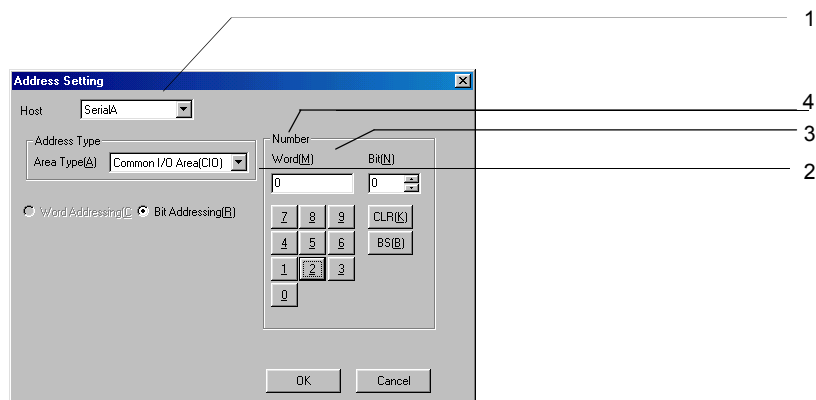 1
Address Setting
Host SerialA
4
Address Type
Number
3
Area Type(A) Common I/O Area(CIO)
Word(M) Bit(N)
2
0 0
Word Addressing(C Bit Addressing(R)
7 8 9 CLR(K)
4 5 6 BS(B)
1 2 3
0
OK Cancel